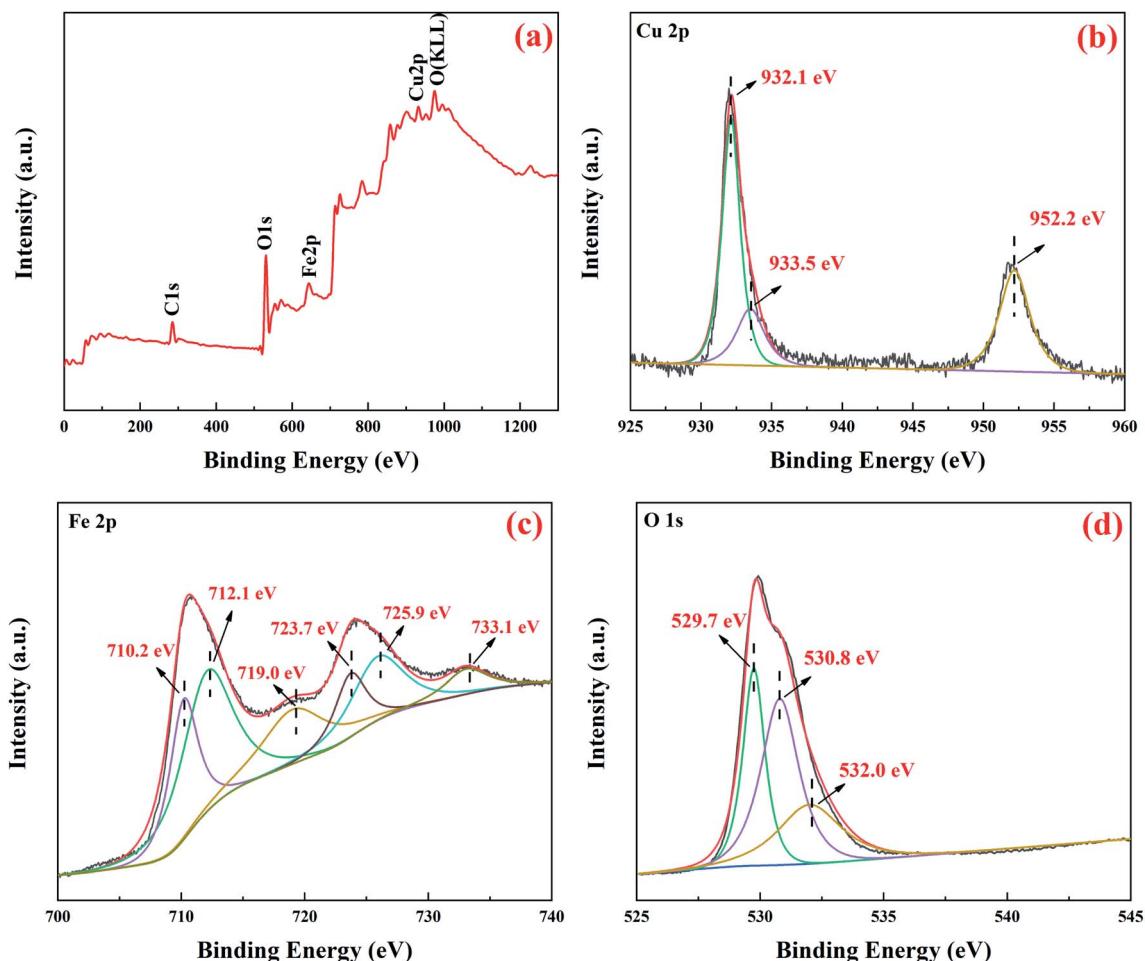 (a)
C1s
O1s
Fe2p
Cu2p
O(KLL)
Intensity (a.u.)
0 200 400 600 800 1000 1200
Binding Energy (eV)
Cu 2p
(b)
932.1 eV
933.5 eV
952.2 eV
Intensity (a.u.)
925 930 935 940 945 950 955 960
Binding Energy (eV)
Fe 2p
(c)
710.2 eV
712.1 eV
719.0 eV
723.7 eV
725.9 eV
733.1 eV
Intensity (a.u.)
700 710 720 730 740
Binding Energy (eV)
O 1s
(d)
529.7 eV
530.8 eV
532.0 eV
Intensity (a.u.)
525 530 535 540 545
Binding Energy (eV)